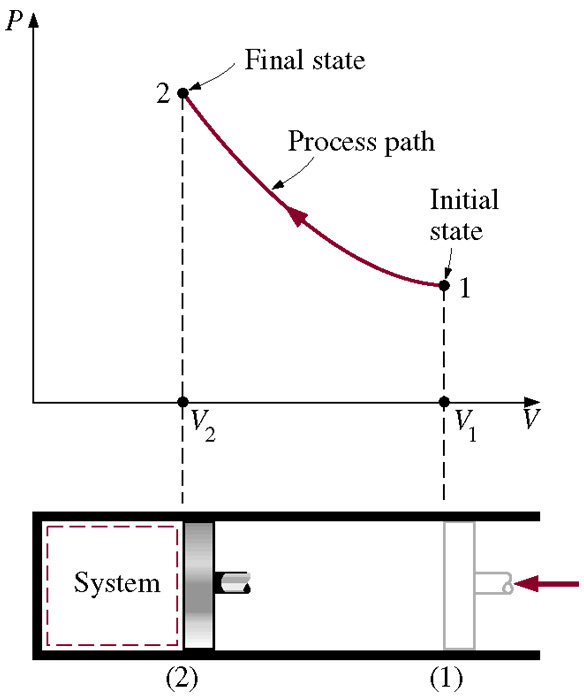 P
Final state
2
Process path
Initial
state
1
V2
V1
V
System
(2)
(1)